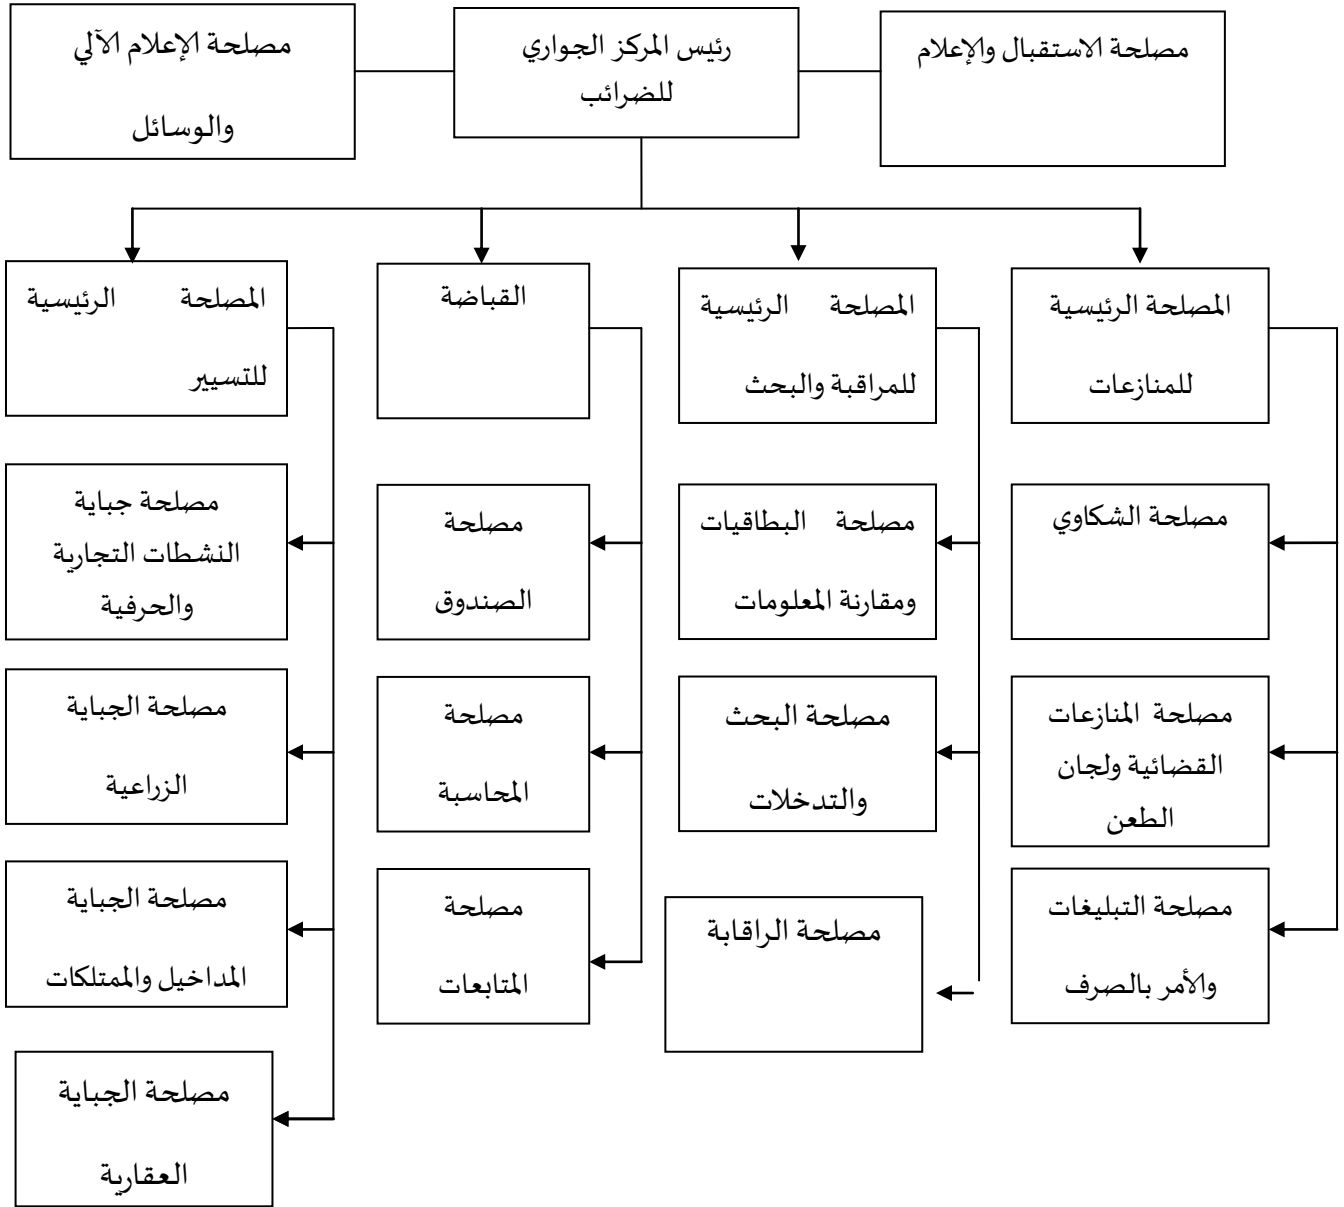 مصلحة الاستقبال والإعلام
رئيس المركز الجواري
للضرائب
مصلحة الإعلام الآلي
والوسائل
المصلحة الرئيسية
للمنازعات
المصلحة الرئيسية
للمراقبة والبحث
القباضة
المصلحة الرئيسية
للتسيير
مصلحة الشكاوي
مصلحة البطاقيات
ومقارنة المعلومات
مصلحة
الصندوق
مصلحة جباية
النشطات التجارية
والحرفية
مصلحة المنازعات
القضائية ولجان
الطعن
مصلحة البحث
والتدخلات
مصلحة
المحاسبة
مصلحة الجباية
الزراعية
مصلحة التبليغات
والأمر بالصرف
مصلحة الراقابة
مصلحة
المتابعات
مصلحة الجباية
المداخيل والممتلكات
مصلحة الجباية
العقارية